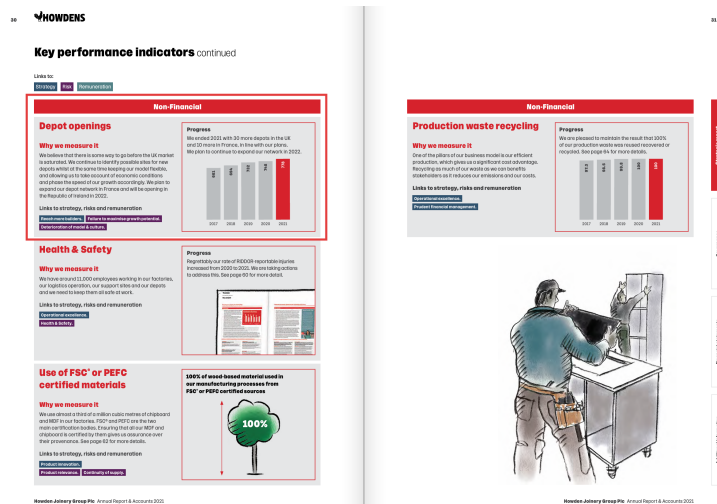 30
HOWDENS
Key performance indicators continued
Links to:
Strategy Risk Remuneration
Non-Financial
Depot openings
Why we measure it
We believe that there is some way to go before the UK market
is saturated. We continue to identify possible sites for new
depots whilst at the same time keeping our model flexible,
and allowing us to take account of economic conditions
and phase the speed of our growth accordingly. We plan to
expand our depot network in France and will be opening in
the Republic of Ireland in 2022.
Links to strategy, risks and remuneration
Reach more builders. Failure to maximise growth potential.
Deterioration of model & culture.
Progress
We ended 2021 with 30 more depots in the UK
and 10 more in France, in line with our plans.
We plan to continue to expand our network in 2022.
2017 2018 2019 2020 2021
Health & Safety
Why we measure it
We have around 11,000 employees working in our factories,
our logistics operation, our support sites and our depots
and we need to keep them all safe at work.
Links to strategy, risks and remuneration
Operational excellence.
Health & Safety.
Progress
Regrettably our rate of RIDDOR-reportable injuries
increased from 2020 to 2021. We are taking actions
to address this. See page 60 for more detail.
Use of FSC® or PEFC
certified materials
Why we measure it
We use almost a third of a million cubic metres of chipboard
and MDF in our factories. FSC® and PEFC are the two
main certification bodies. Ensuring that all our MDF and
chipboard is certified by them gives us assurance over
their provenance. See page 62 for more details.
Links to strategy, risks and remuneration
Product innovation.
Product relevance. Continuity of supply.
100% of wood-based material used in
our manufacturing processes from
FSC® or PEFC certified sources
100%
Howden Joinery Group Plc Annual Report & Accounts 2021
31
Non-Financial
Production waste recycling
Why we measure it
One of the pillars of our business model is our efficient
production, which gives us a significant cost advantage.
Recycling as much of our waste as we can benefits
stakeholders as it reduces our emissions and our costs.
Links to strategy, risks and remuneration
Operational excellence.
Prudent financial management.
Progress
We are pleased to maintain the result that 100%
of our production waste was reused recovered or
recycled. See page 64 for more details.
2017 2018 2019 2020 2021
Howden Joinery Group Plc Annual Report & Accounts 2021